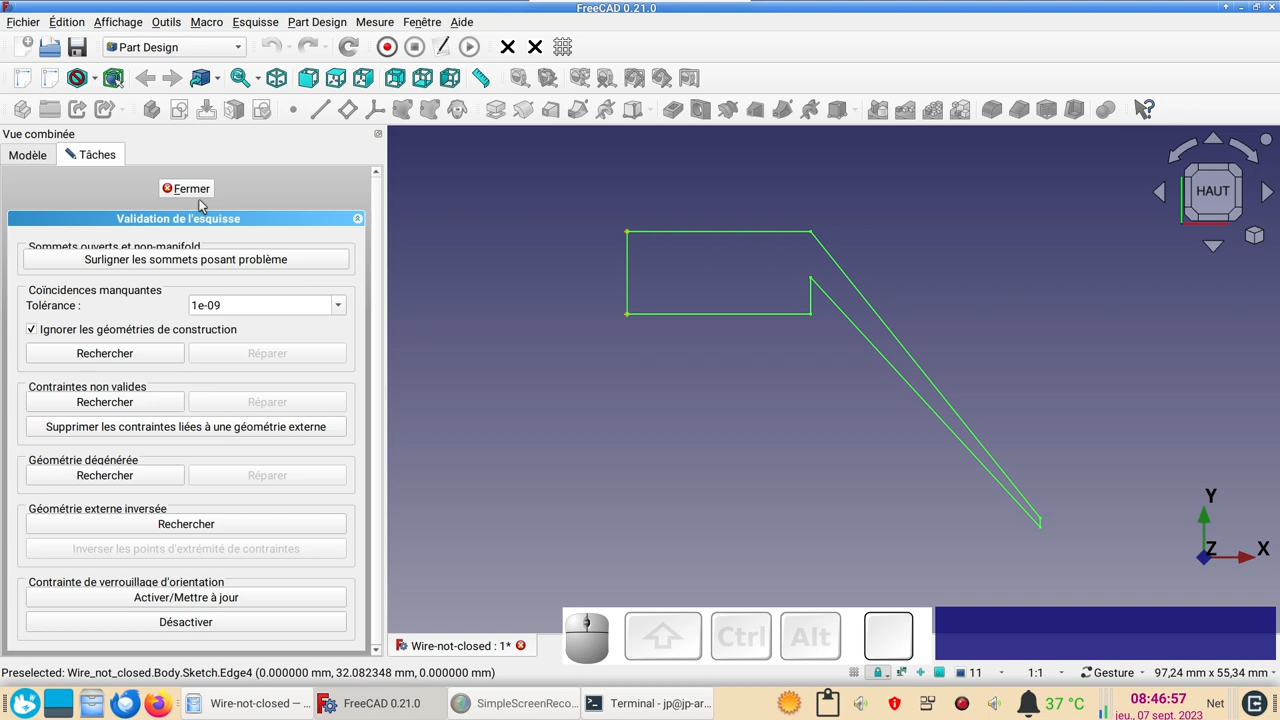 FreeCAD 0.21.0
Fichier Édition Affichage Outils Macro Esquisse Part Design Mesure Fenêtre Aide
Part Design
Vue combinée
Modèle Tâches
Fermer
Validation de l'esquisse
Sommets ouverts et non-manifold
Surligner les sommets posant problème
Coïncidences manquantes
Tolérance : 1e-09
Ignorer les géométries de construction
Rechercher Réparer
Contraintes non valides
Rechercher Réparer
Supprimer les contraintes liées à une géométrie externe
Géométrie dégénérée
Rechercher Réparer
Géométrie externe inversée
Rechercher
Inverser les points d'extrémité de contraintes
Contrainte de verrouillage d'orientation
Activer/Mettre à jour
Désactiver
HAUT
Y
Z X
Ctrl Alt
Wire-not-closed : 1*
Preselected: Wire_not_closed.Body.Sketch.Edge4 (0.000000 mm, 32.082348 mm, 0.000000 mm)
11 1:1 Gesture 97,24 mm x 55,34 mm
Wire-not-closed — ... FreeCAD 0.21.0 SimpleScreenReco... Terminal - jp@jp-ar... 37 °C 08:46:57 Net
jeu., 07 sept. 2023